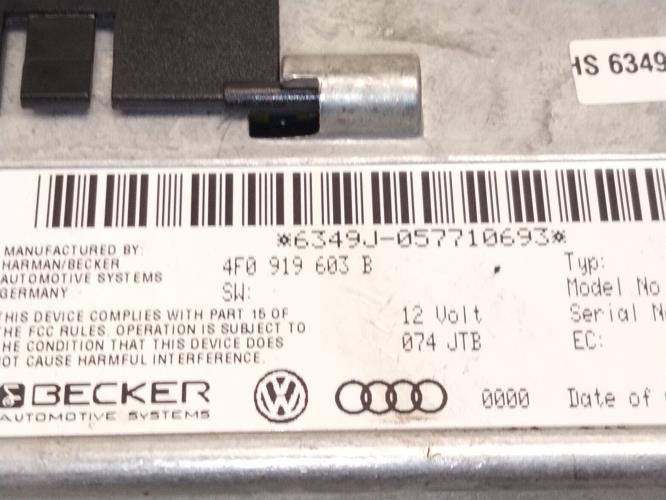 HS 6349
*6349J-057710693*
MANUFACTURED BY:
HARMAN/BECKER
AUTOMOTIVE SYSTEMS
GERMANY
4F0 919 603 B
SW:
Typ:
Model No
Serial No
EC:
THIS DEVICE COMPLIES WITH PART 15 OF
THE FCC RULES. OPERATION IS SUBJECT TO
THE CONDITION THAT THIS DEVICE DOES
NOT CAUSE HARMFUL INTERFERENCE.
12 Volt
074 JTB
BECKER
AUTOMOTIVE SYSTEMS
VW
0000
Date of